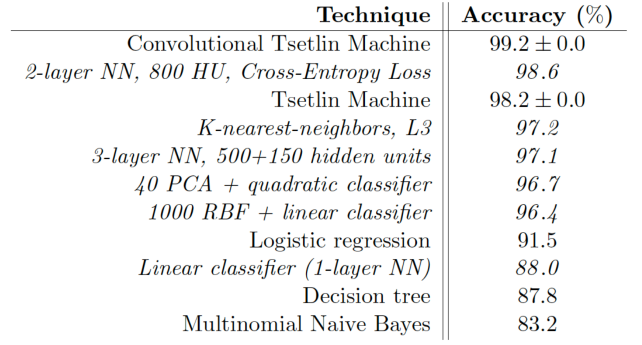 Technique Accuracy (%)
Convolutional Tsetlin Machine 99.2 ± 0.0
2-layer NN, 800 HU, Cross-Entropy Loss 98.6
Tsetlin Machine 98.2 ± 0.0
K-nearest-neighbors, L3 97.2
3-layer NN, 500+150 hidden units 97.1
40 PCA + quadratic classifier 96.7
1000 RBF + linear classifier 96.4
Logistic regression 91.5
Linear classifier (1-layer NN) 88.0
Decision tree 87.8
Multinomial Naive Bayes 83.2